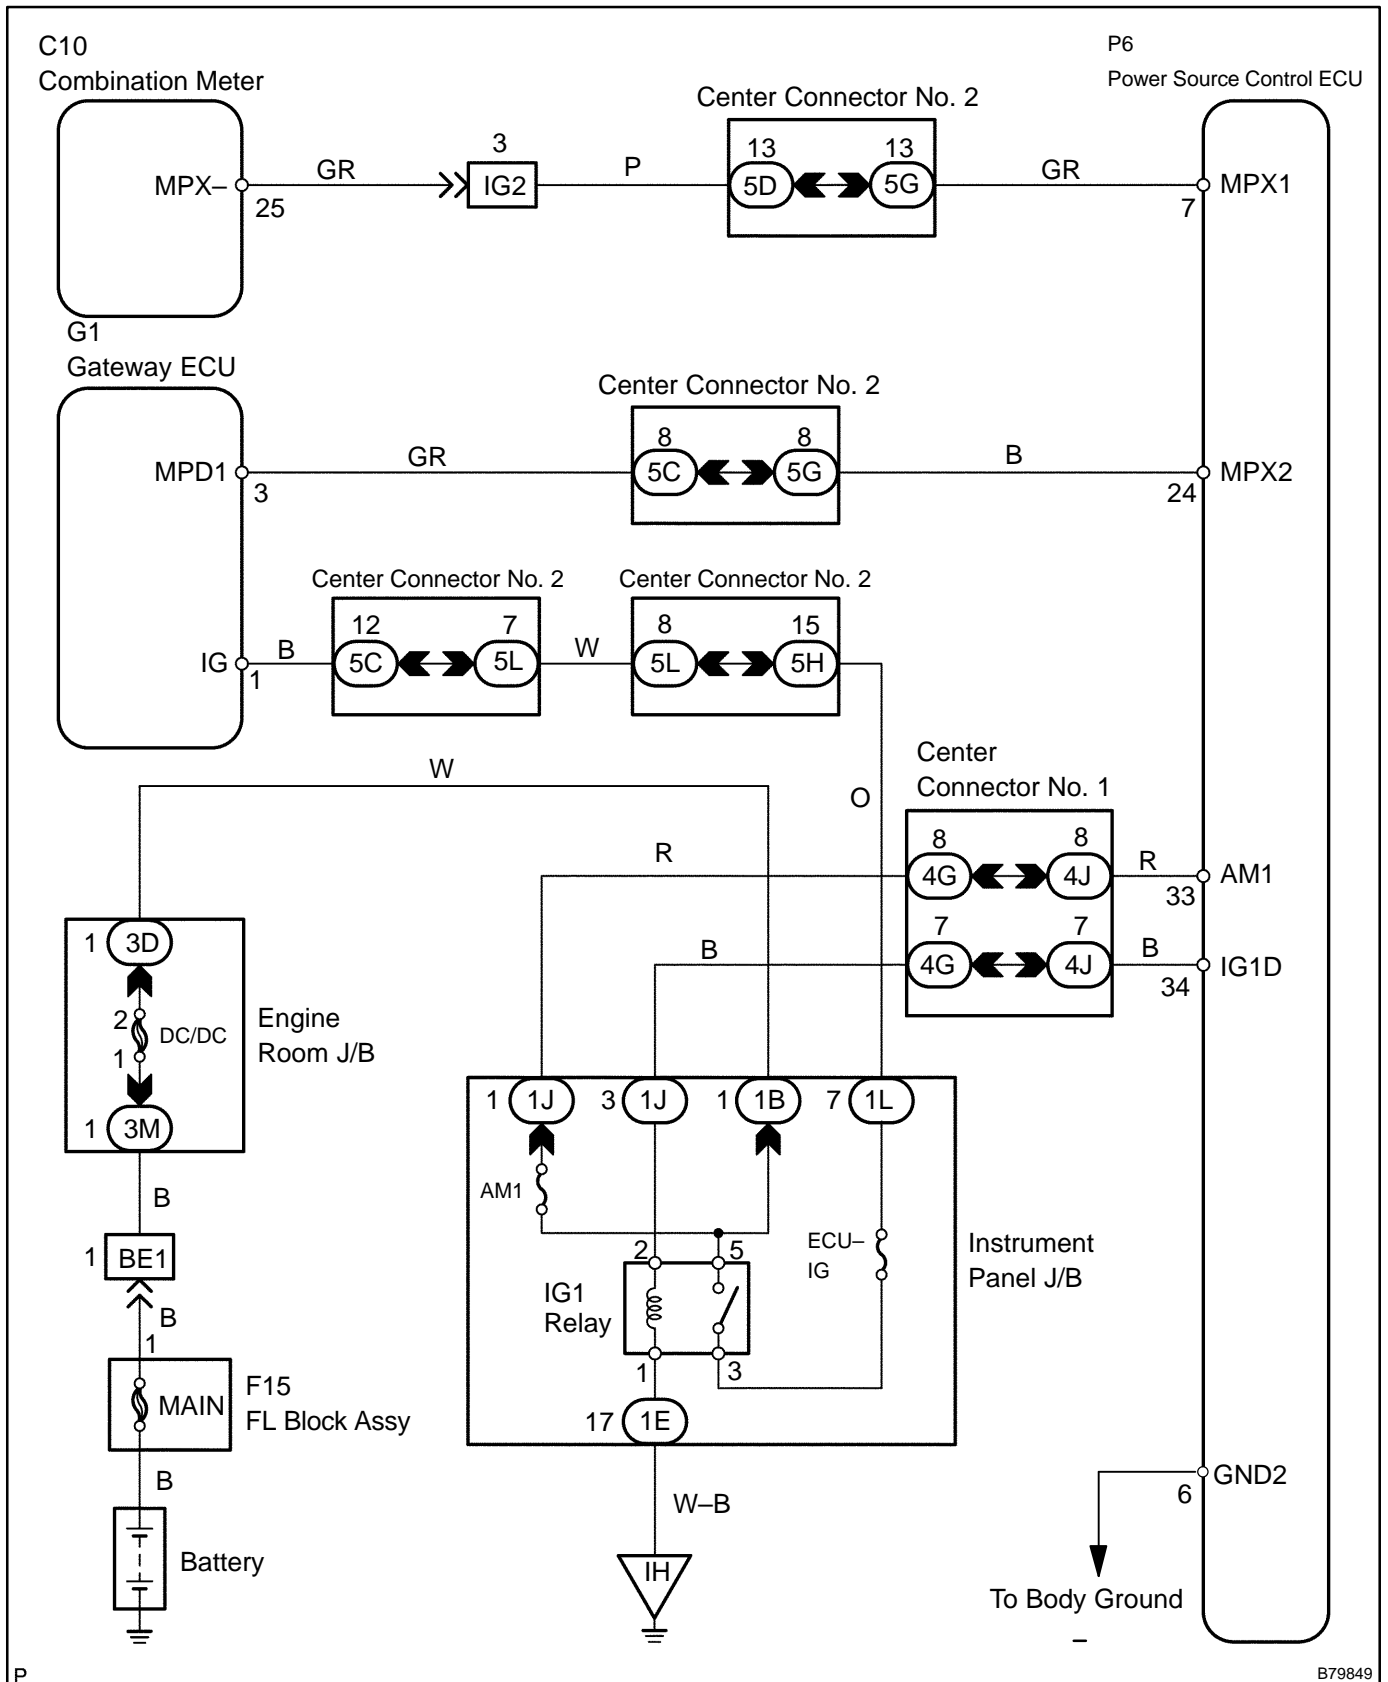 C10
Combination Meter
P6
Power Source Control ECU
Center Connector No. 2
MPX–
25
GR
3
IG2
P
13
13
5D
5G
GR
7
MPX1
G1
Gateway ECU
Center Connector No. 2
MPD1
3
GR
8
8
5C
5G
B
24
MPX2
Center Connector No. 2
Center Connector No. 2
IG
1
B
12
7
5C
5L
W
8
15
5L
5H
W
O
Center
Connector No. 1
R
8
8
4G
4J
R
33
AM1
B
7
7
4G
4J
B
34
IG1D
1
3D
2
DC/DC
1
Engine
Room J/B
1
3M
1
1J
3
1J
1
1B
7
1L
AM1
ECU–
IG
2
5
IG1
Relay
1
3
Instrument
Panel J/B
17
1E
B
1
BE1
B
1
MAIN
F15
FL Block Assy
B
Battery
W–B
IH
GND2
6
To Body Ground
–
P
B79849